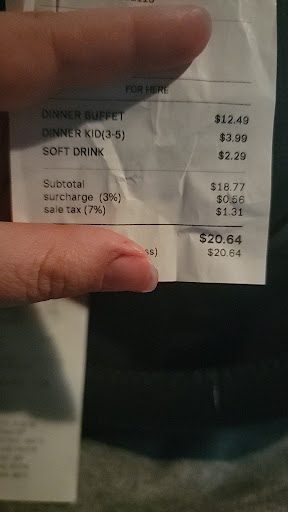 FOR HERE
DINNER BUFFET $12.49
DINNER KID(3-5) $3.99
SOFT DRINK $2.29
Subtotal $18.77
surcharge (3%) $0.56
sale tax (7%) $1.31
$20.64
ss) $20.64